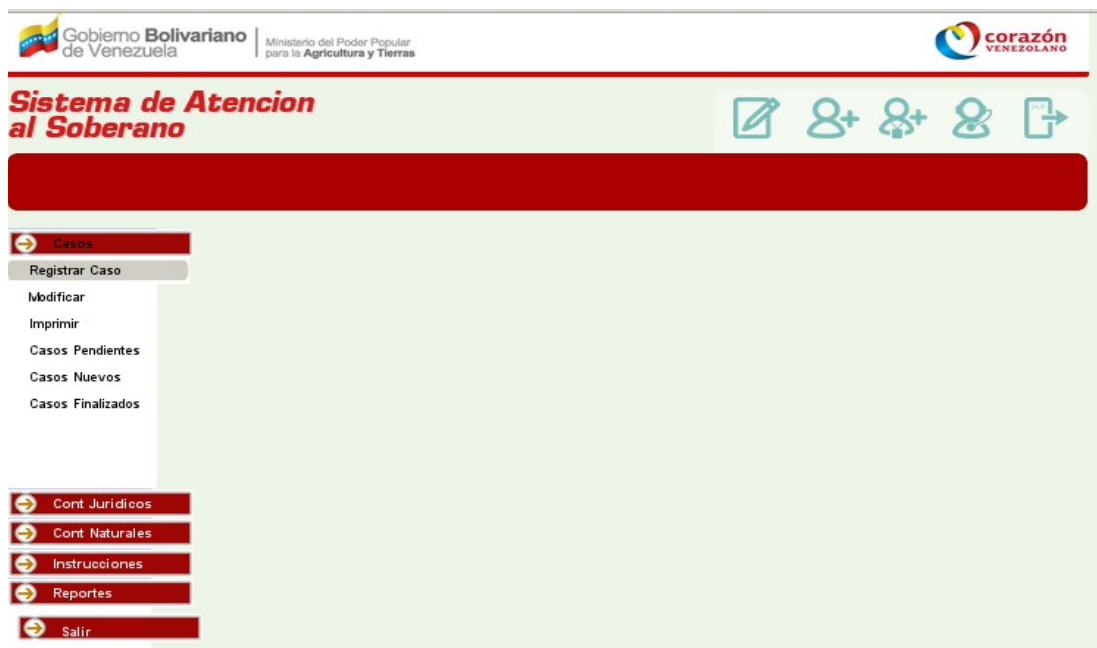 Gobierno Bolivariano
de Venezuela
Ministerio del Poder Popular
para la Agricultura y Tierras
corazón
VENEZOLANO
Sistema de Atencion
al Soberano
Casos
Registrar Caso
Modificar
Imprimir
Casos Pendientes
Casos Nuevos
Casos Finalizados
Cont Juridicos
Cont Naturales
Instrucciones
Reportes
Salir